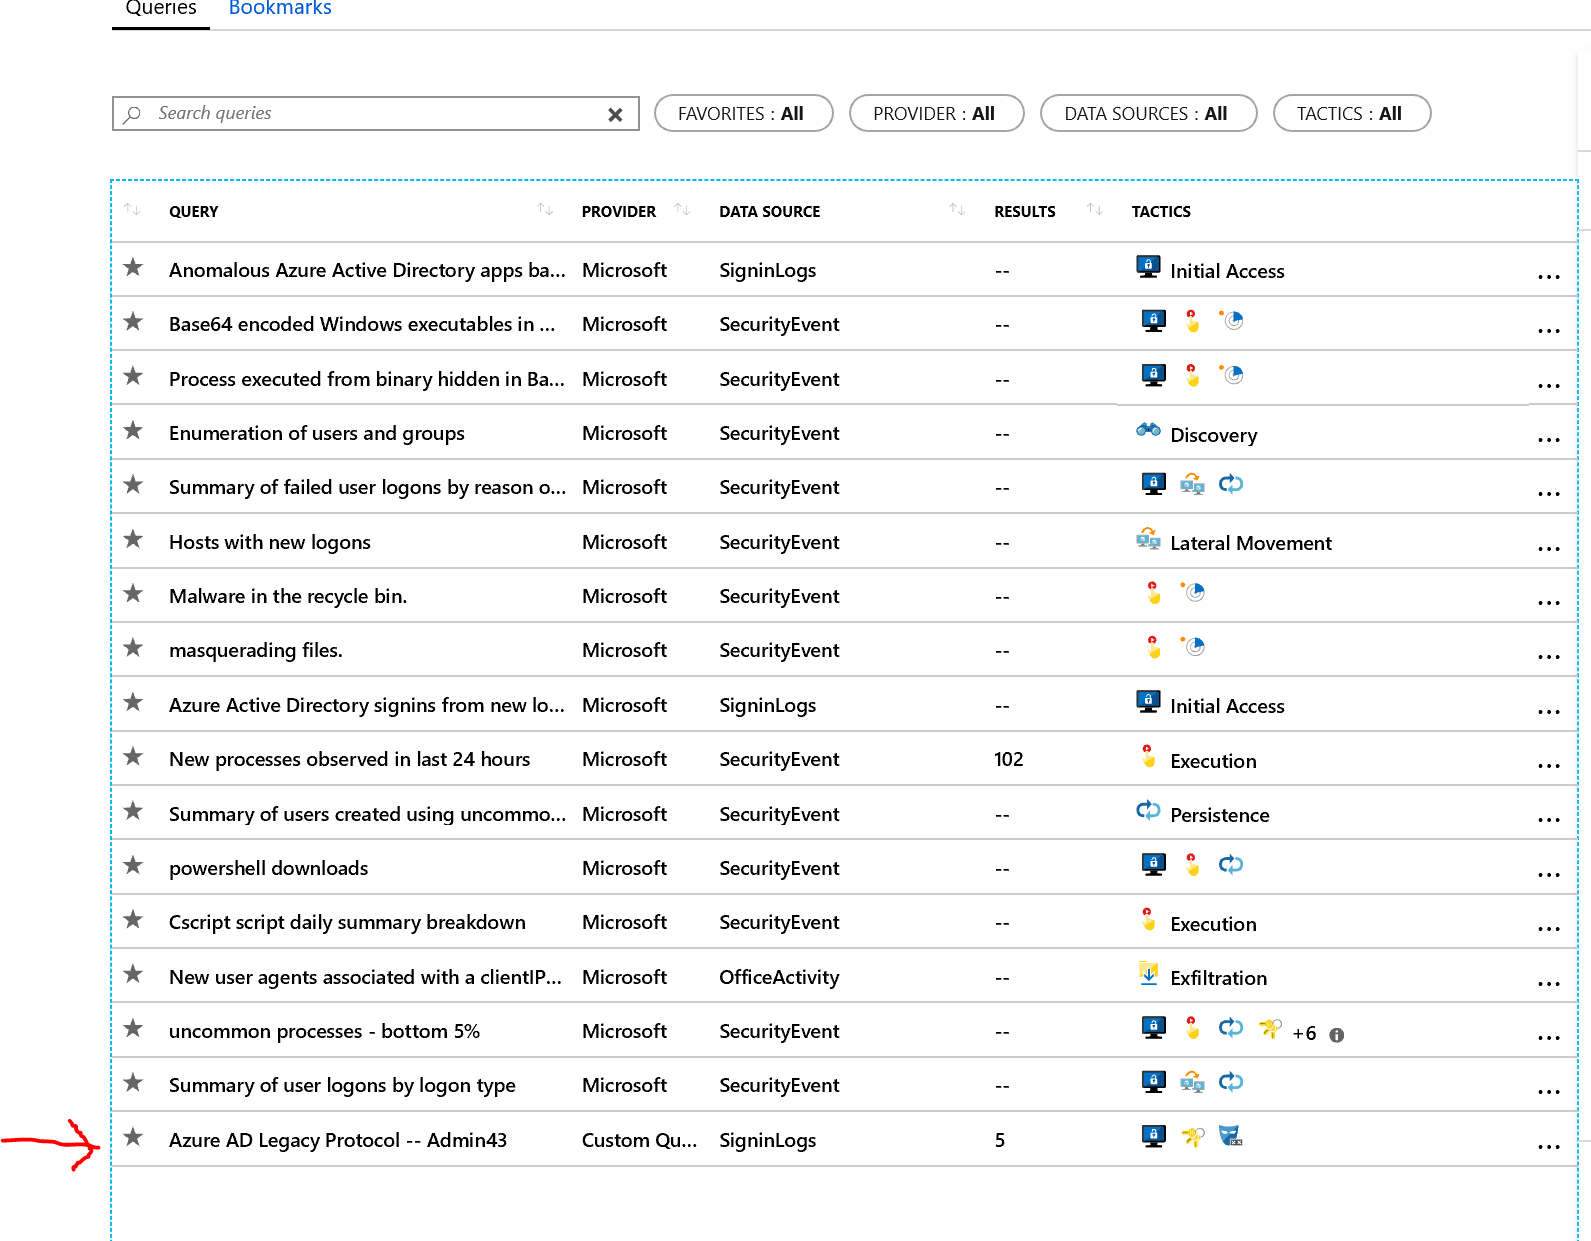 Queries Bookmarks
Search queries FAVORITES : All PROVIDER : All DATA SOURCES : All TACTICS : All
QUERY PROVIDER DATA SOURCE RESULTS TACTICS
Anomalous Azure Active Directory apps ba... Microsoft SigninLogs -- Initial Access ...
Base64 encoded Windows executables in ... Microsoft SecurityEvent -- ...
Process executed from binary hidden in Ba... Microsoft SecurityEvent -- ...
Enumeration of users and groups Microsoft SecurityEvent -- Discovery ...
Summary of failed user logons by reason o... Microsoft SecurityEvent -- ...
Hosts with new logons Microsoft SecurityEvent -- Lateral Movement ...
Malware in the recycle bin. Microsoft SecurityEvent -- ...
masquerading files. Microsoft SecurityEvent -- ...
Azure Active Directory signins from new lo... Microsoft SigninLogs -- Initial Access ...
New processes observed in last 24 hours Microsoft SecurityEvent 102 Execution ...
Summary of users created using uncommo... Microsoft SecurityEvent -- Persistence ...
powershell downloads Microsoft SecurityEvent -- ...
Cscript script daily summary breakdown Microsoft SecurityEvent -- Execution ...
New user agents associated with a clientIP... Microsoft OfficeActivity -- Exfiltration ...
uncommon processes - bottom 5% Microsoft SecurityEvent -- +6 ...
Summary of user logons by logon type Microsoft SecurityEvent -- ...
Azure AD Legacy Protocol -- Admin43 Custom Qu... SigninLogs 5 ...